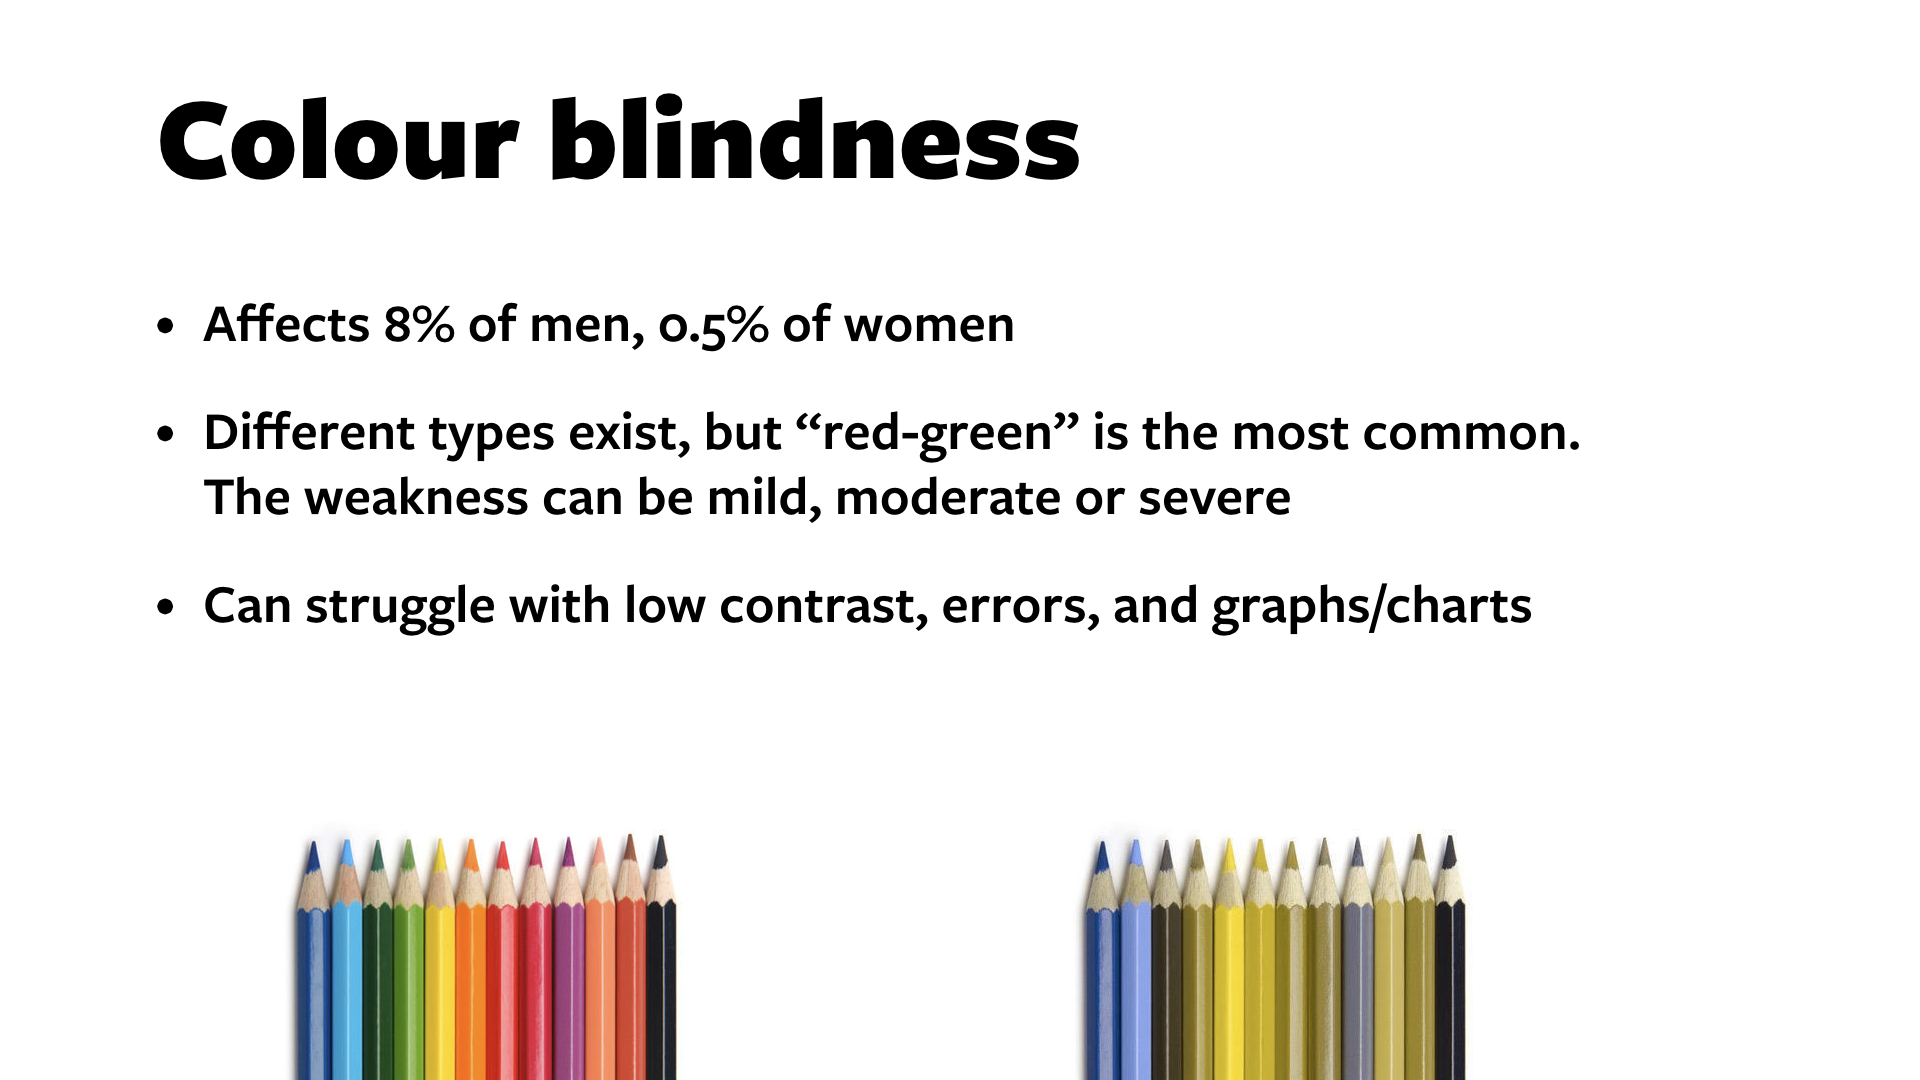 Colour blindness
• Affects 8% of men, 0.5% of women
• Different types exist, but “red-green” is the most common.
The weakness can be mild, moderate or severe
• Can struggle with low contrast, errors, and graphs/charts